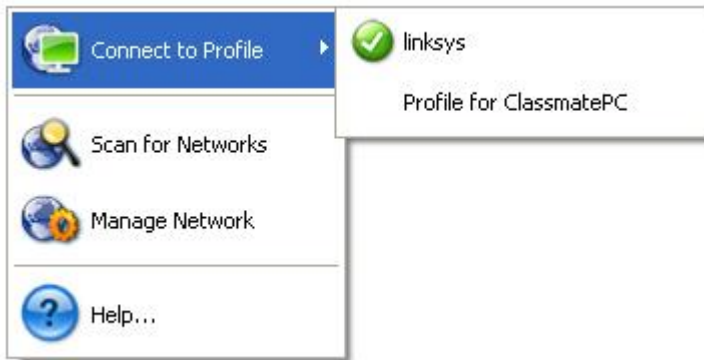 Connect to Profile
linksys
Profile for ClassmatePC
Scan for Networks
Manage Network
Help...